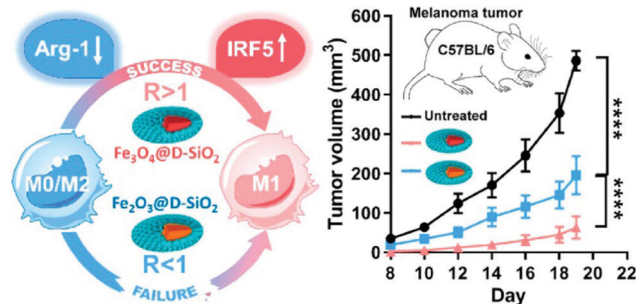 Arg-1↓
IRF5↑
SUCCESS
R>1
Fe₃O₄@D-SiO₂
M0/M2
M1
Fe₂O₃@D-SiO₂
R<1
FAILURE
Melanoma tumor
C57BL/6
Untreated
****
****
Tumor volume (mm³)
600
500
400
300
200
100
0
8 10 12 14 16 18 20 22
Day